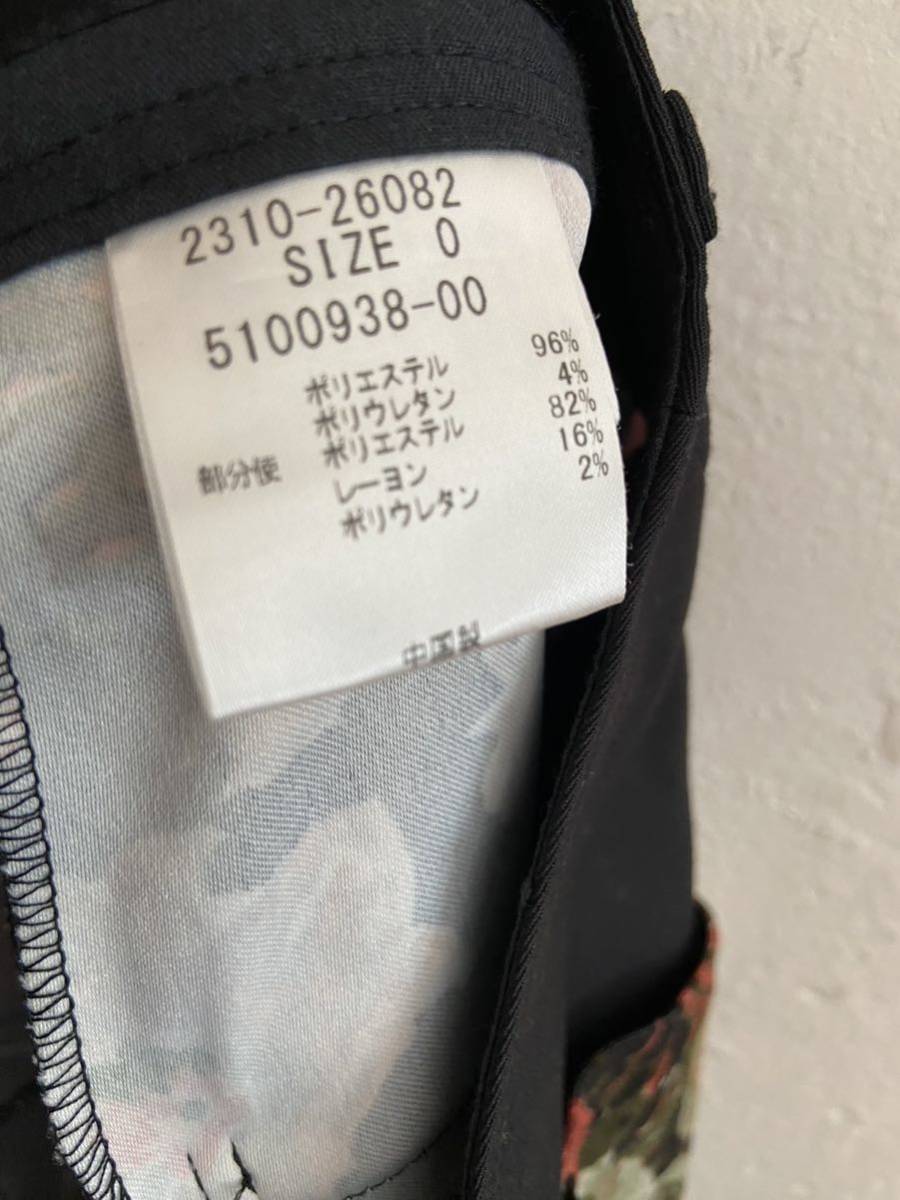 2310-26082
SIZE 0
5100938-00
ポリエステル 96%
ポリウレタン 4%
部分使 ポリエステル 82%
レーヨン 16%
ポリウレタン 2%
中国製